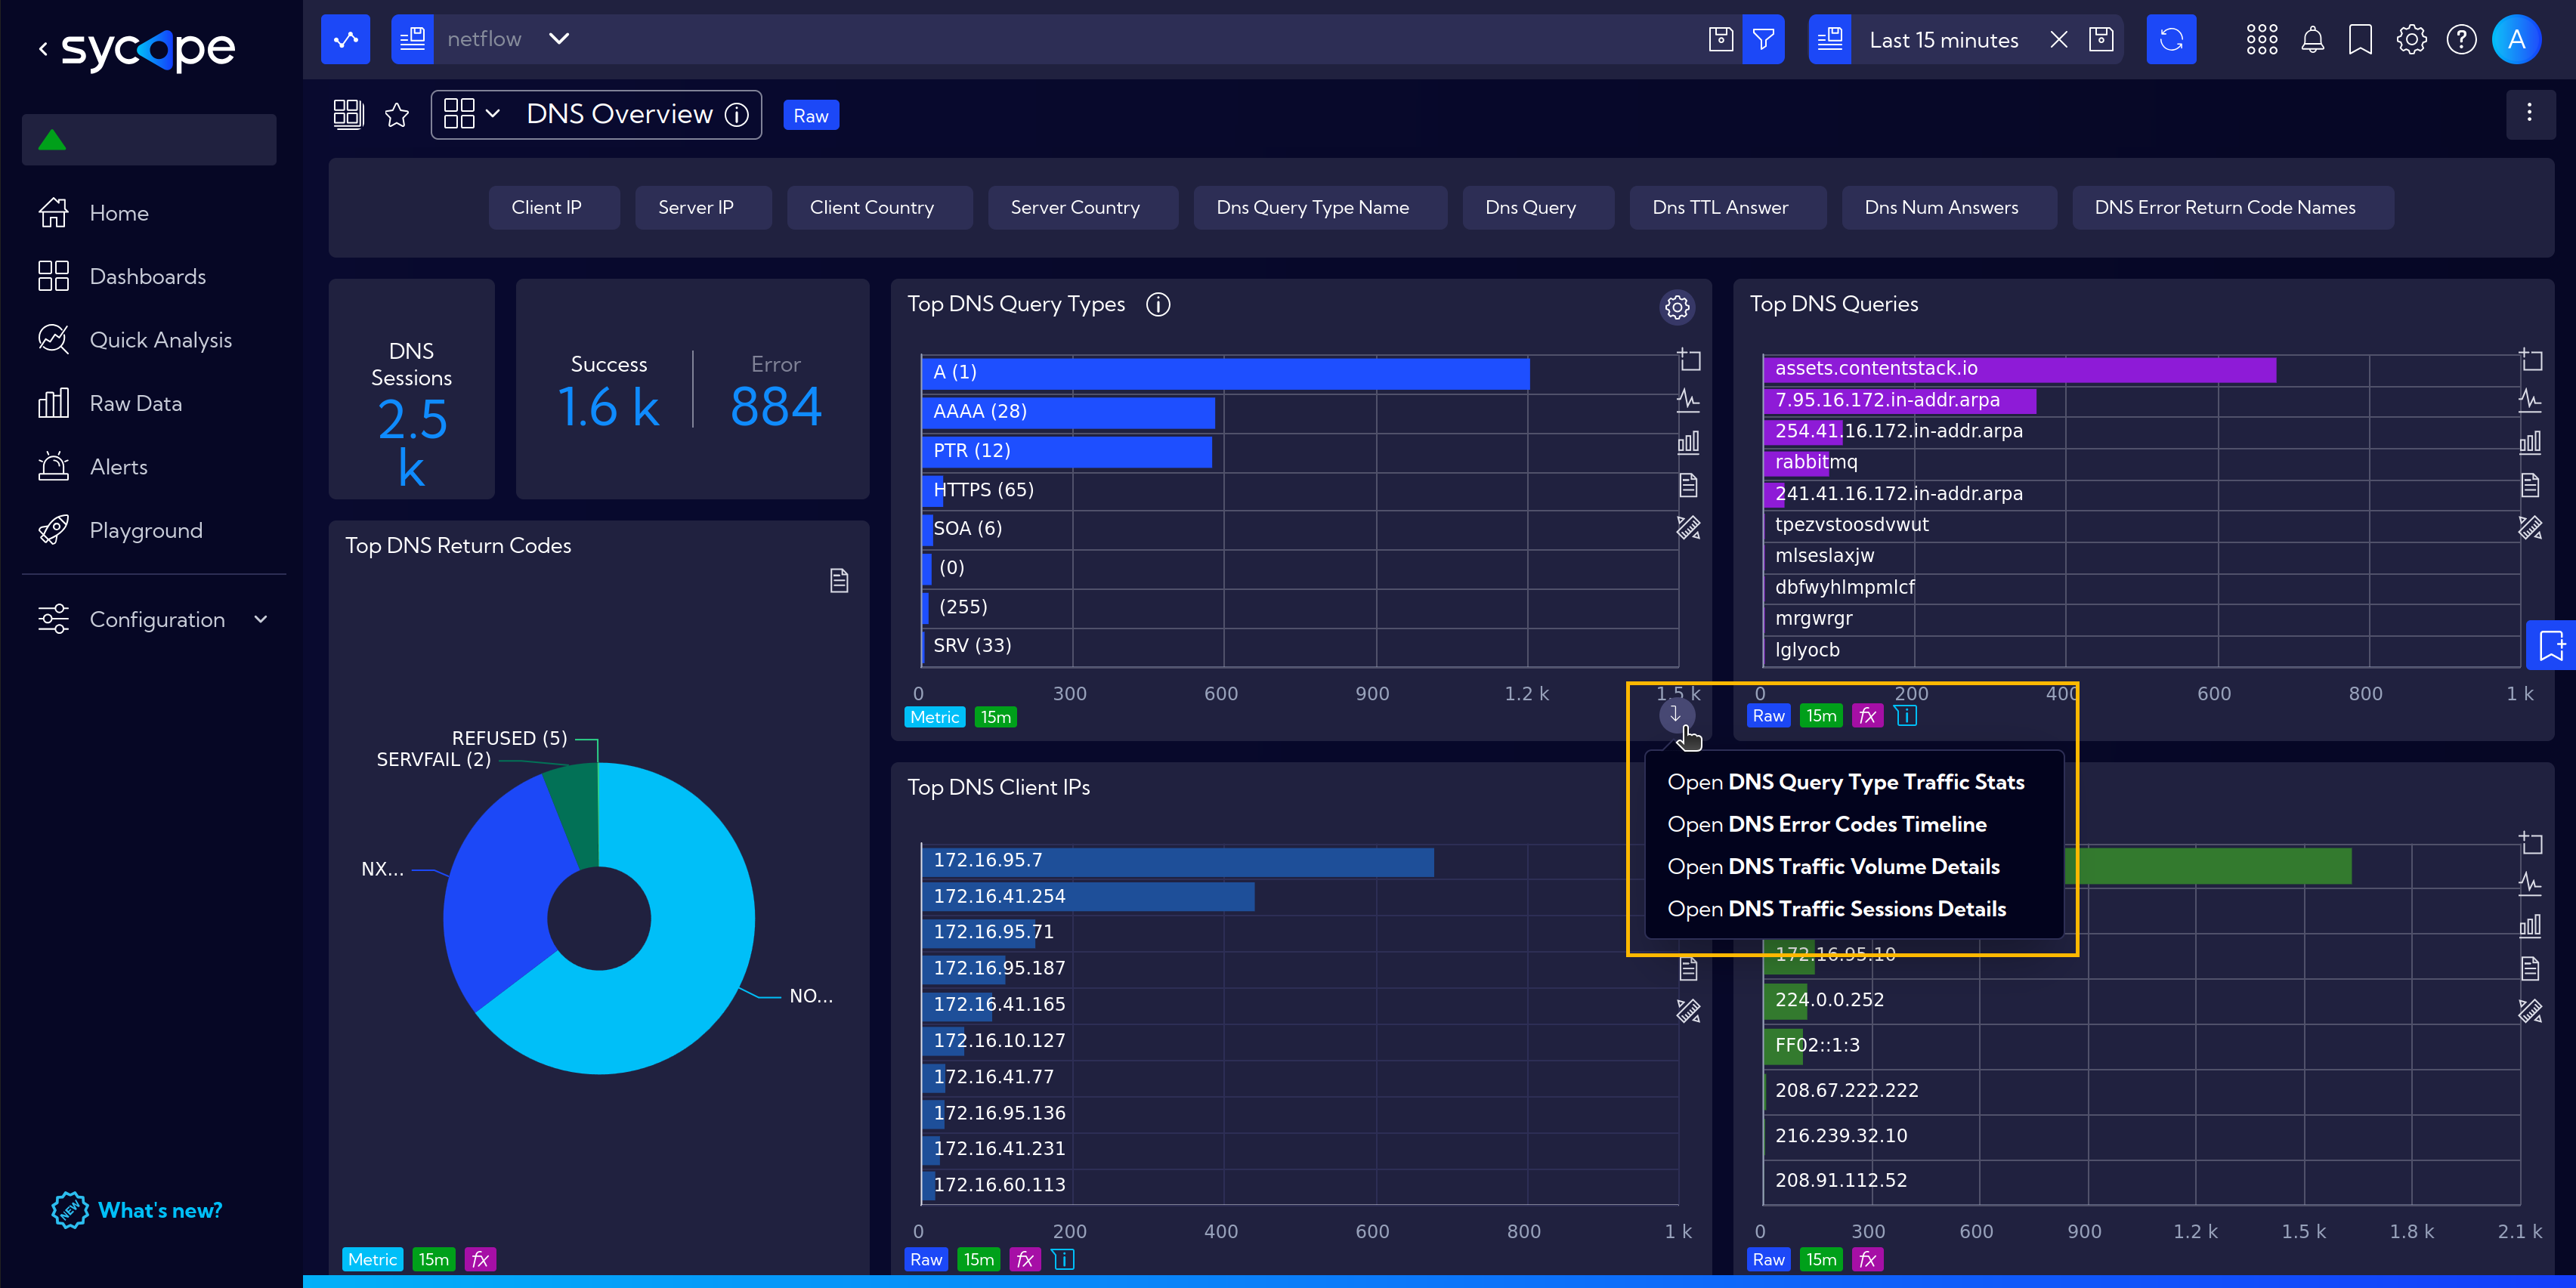 sycope
netflow
Last 15 minutes
A
DNS Overview
Raw
Home
Dashboards
Quick Analysis
Raw Data
Alerts
Playground
Configuration
NEW
What's new?
Client IP
Server IP
Client Country
Server Country
Dns Query Type Name
Dns Query
Dns TTL Answer
Dns Num Answers
DNS Error Return Code Names
DNS
Sessions
2.5
k
Success
1.6 k
Error
884
Top DNS Return Codes
REFUSED (5)
SERVFAIL (2)
NX...
NO...
Metric
15m
fx
Top DNS Query Types
A (1)
AAAA (28)
PTR (12)
HTTPS (65)
SOA (6)
(0)
(255)
SRV (33)
0 300 600 900 1.2 k 1.5 k
Metric
15m
Top DNS Queries
assets.contentstack.io
7.95.16.172.in-addr.arpa
254.41.16.172.in-addr.arpa
rabbitmq
241.41.16.172.in-addr.arpa
tpezvstoosdvwut
mlseslaxjw
dbfwyhlmpmlcf
mrgwrgr
lglyocb
0 200 400 600 800 1 k
Raw
15m
fx
Open DNS Query Type Traffic Stats
Open DNS Error Codes Timeline
Open DNS Traffic Volume Details
Open DNS Traffic Sessions Details
Top DNS Client IPs
172.16.95.7
172.16.41.254
172.16.95.71
172.16.95.187
172.16.41.165
172.16.10.127
172.16.41.77
172.16.95.136
172.16.41.231
172.16.60.113
0 200 400 600 800 1 k
Raw
15m
fx
172.16.95.10
224.0.0.252
FF02::1:3
208.67.222.222
216.239.32.10
208.91.112.52
0 300 600 900 1.2 k 1.5 k 1.8 k 2.1 k
Raw
15m
fx